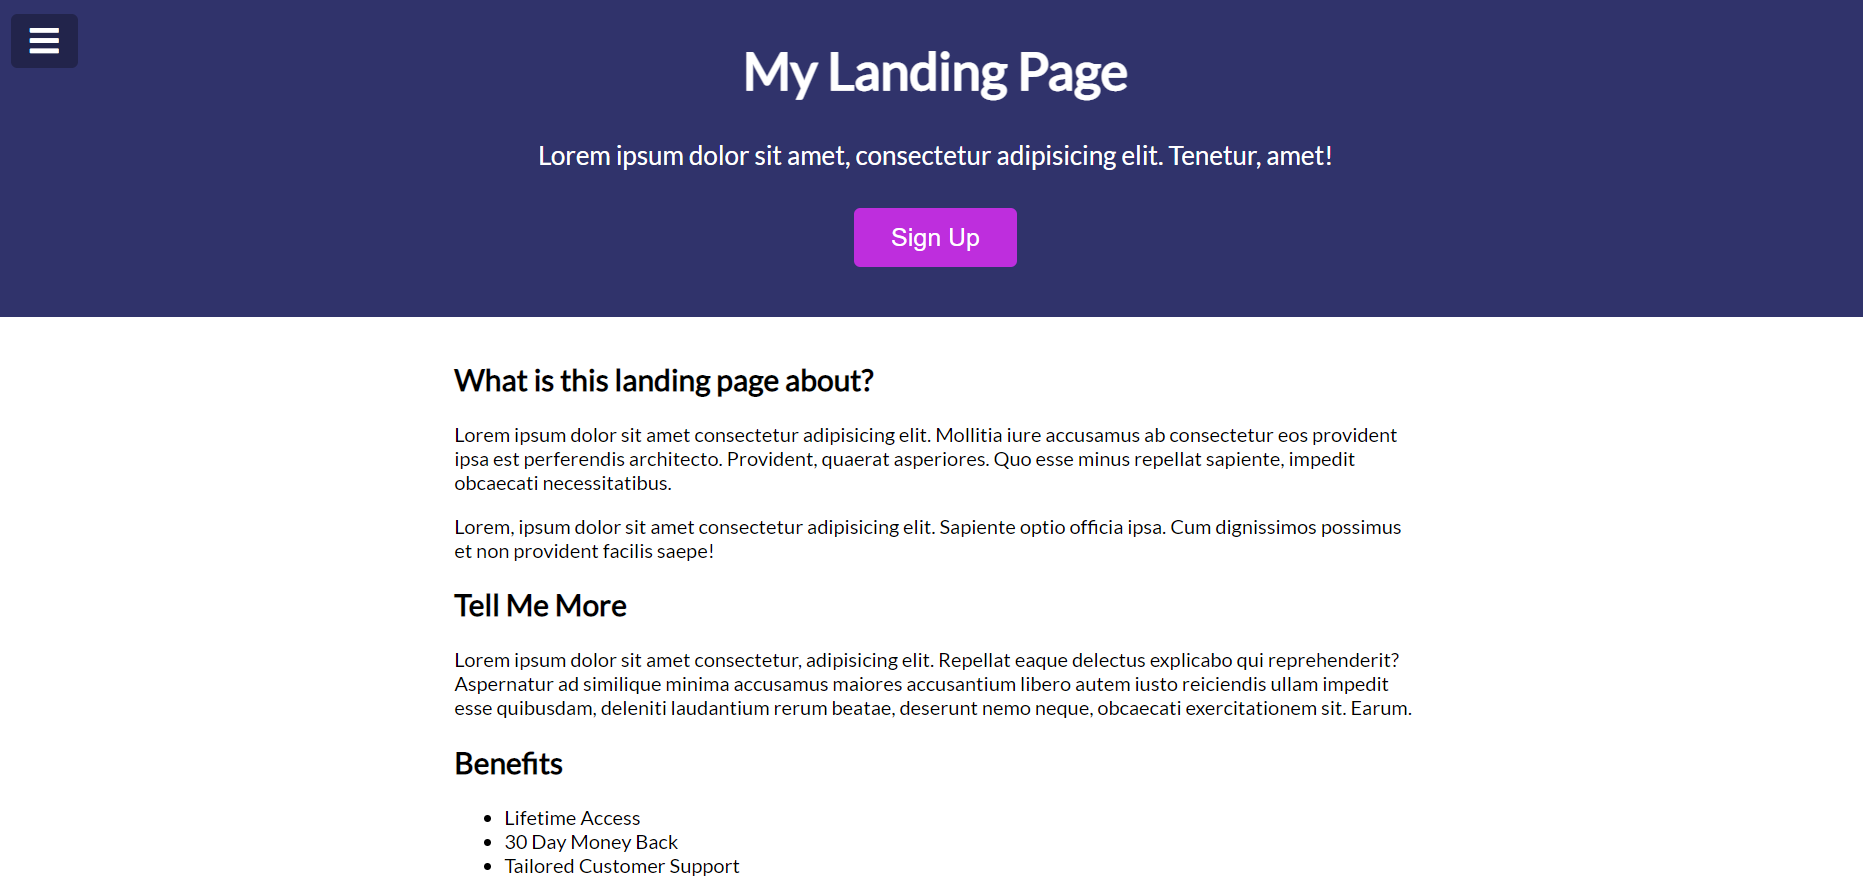 My Landing Page
Lorem ipsum dolor sit amet, consectetur adipisicing elit. Tenetur, amet!
Sign Up
What is this landing page about?
Lorem ipsum dolor sit amet consectetur adipisicing elit. Mollitia iure accusamus ab consectetur eos provident
ipsa est perferendis architecto. Provident, quaerat asperiores. Quo esse minus repellat sapiente, impedit
obcaecati necessitatibus.
Lorem, ipsum dolor sit amet consectetur adipisicing elit. Sapiente optio officia ipsa. Cum dignissimos possimus
et non provident facilis saepe!
Tell Me More
Lorem ipsum dolor sit amet consectetur, adipisicing elit. Repellat eaque delectus explicabo qui reprehenderit?
Aspernatur ad similique minima accusamus maiores accusantium libero autem iusto reiciendis ullam impedit
esse quibusdam, deleniti laudantium rerum beatae, deserunt nemo neque, obcaecati exercitationem sit. Earum.
Benefits
• Lifetime Access
• 30 Day Money Back
• Tailored Customer Support